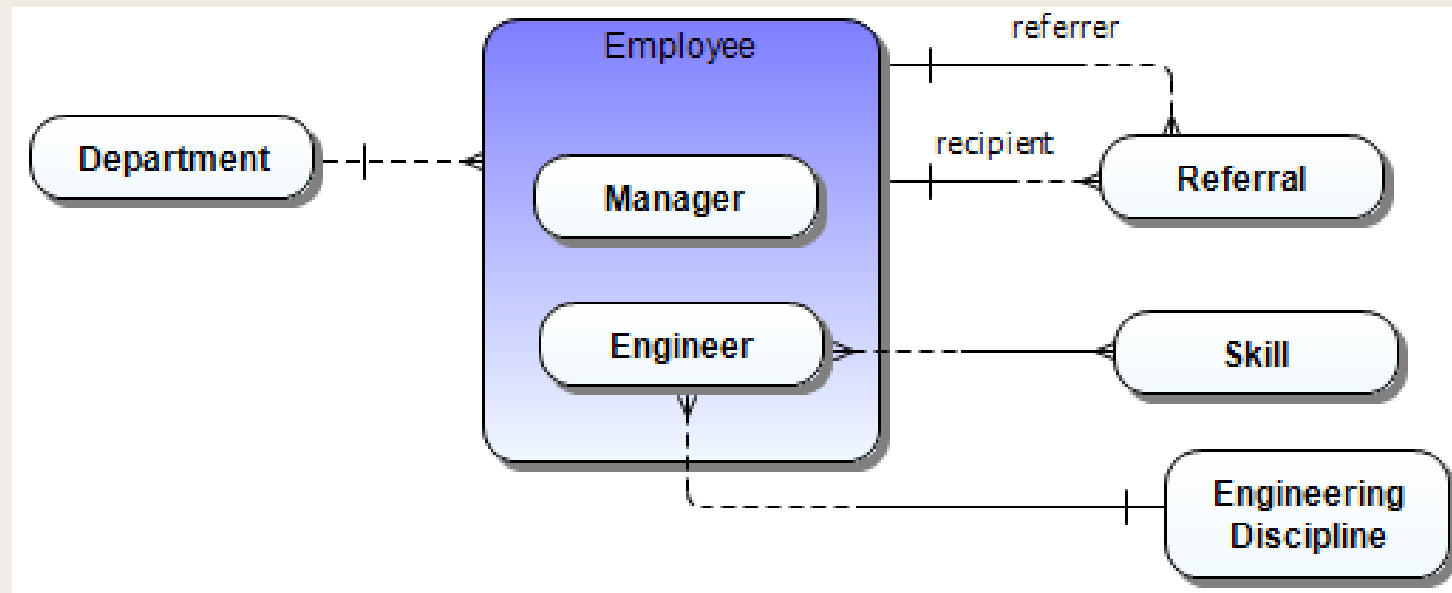 referrer
Employee
Department
recipient
Manager
Referral
Engineer
Skill
Engineering
Discipline